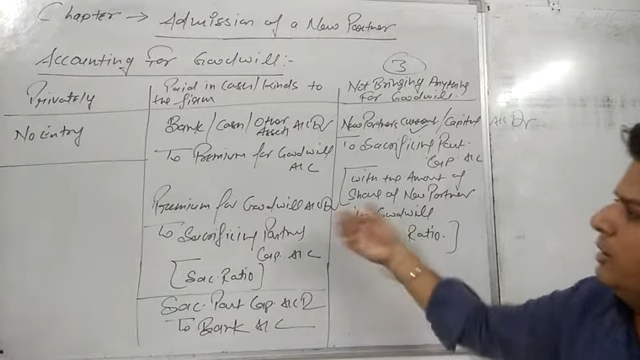 Chapter → Admission of a New Partner
Accounting For Goodwill:-
Privately
No Entry
Paid in cash/kinds to
the firm
Bank/Cash/Other
Asset A/C Dr
To Premium for Goodwill
A/C
Premium for Goodwill A/C Dr
To Sacrificing Partners
Cap. A/C
[Sac. Ratio]
Sac. Part Cap. A/C D
To Bank A/C
3
Not Bringing Anything
For Goodwill
New Partners current/Capital A/C Dr
To Sacrificing Part.
Cap. A/C
[with the Amount of
Share of New Partner
in Goodwill
Ratio.]